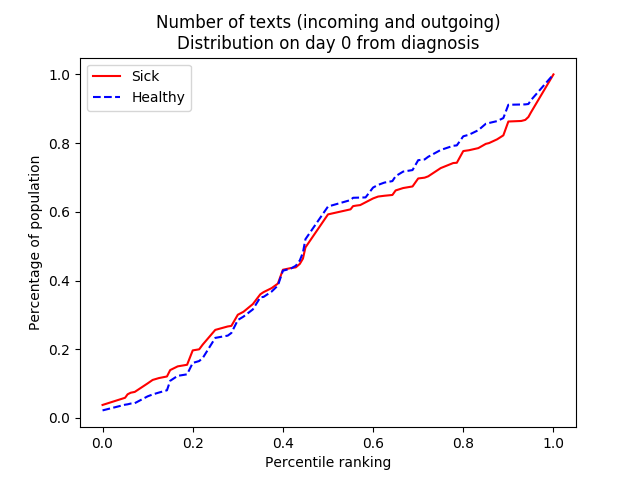 Number of texts (incoming and outgoing)
Distribution on day 0 from diagnosis
Sick
Healthy
Percentage of population
1.0
0.8
0.6
0.4
0.2
0.0
0.0 0.2 0.4 0.6 0.8 1.0
Percentile ranking